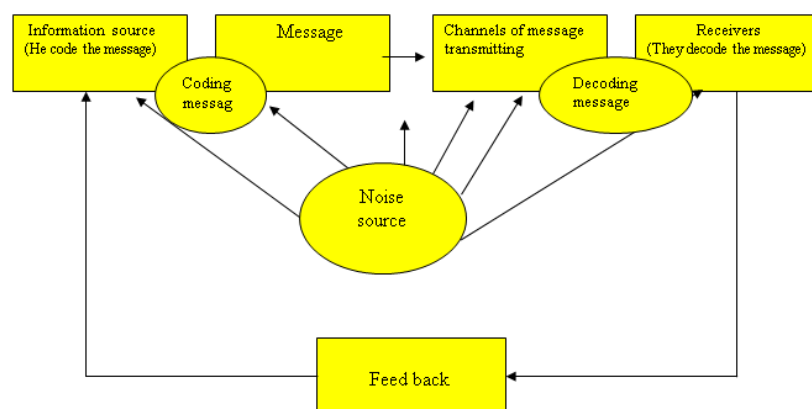 Information source
(He code the message)
Coding
messag
Message
Channels of message
transmitting
Decoding
message
Receivers
(They decode the message)
Noise
source
Feed back